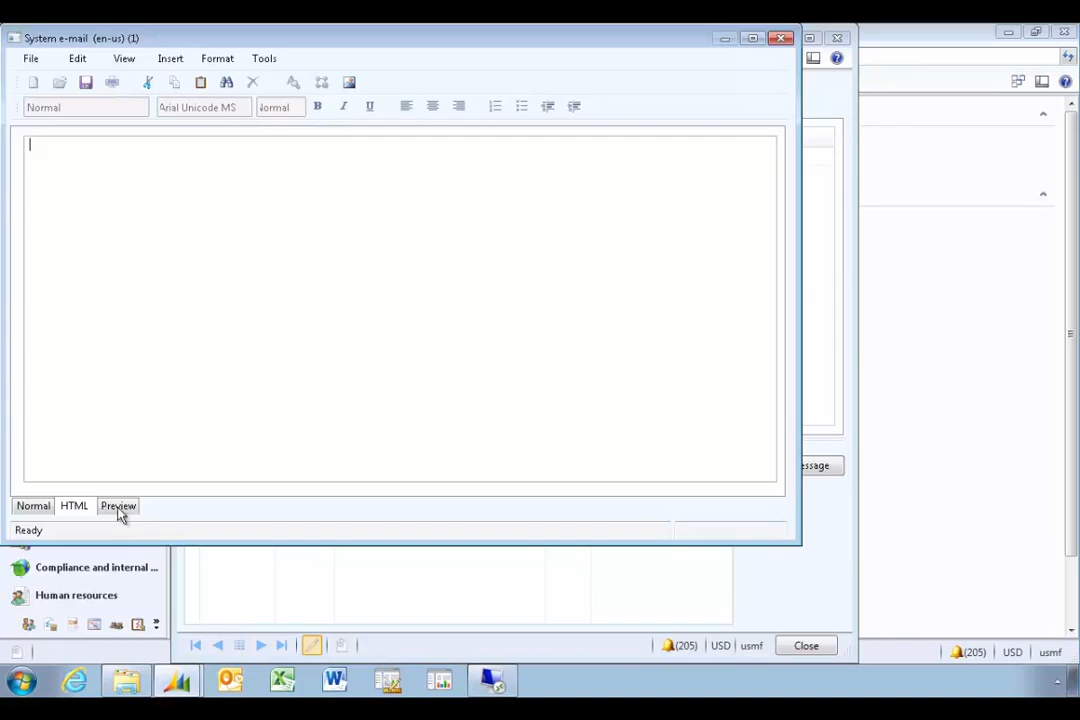 System e-mail (en-us) (1)
File Edit View Insert Format Tools
Normal Arial Unicode MS Normal B I U
Normal HTML Preview
Ready
essage
Compliance and internal ...
Human resources
(205) USD usmf Close
(205) USD usmf